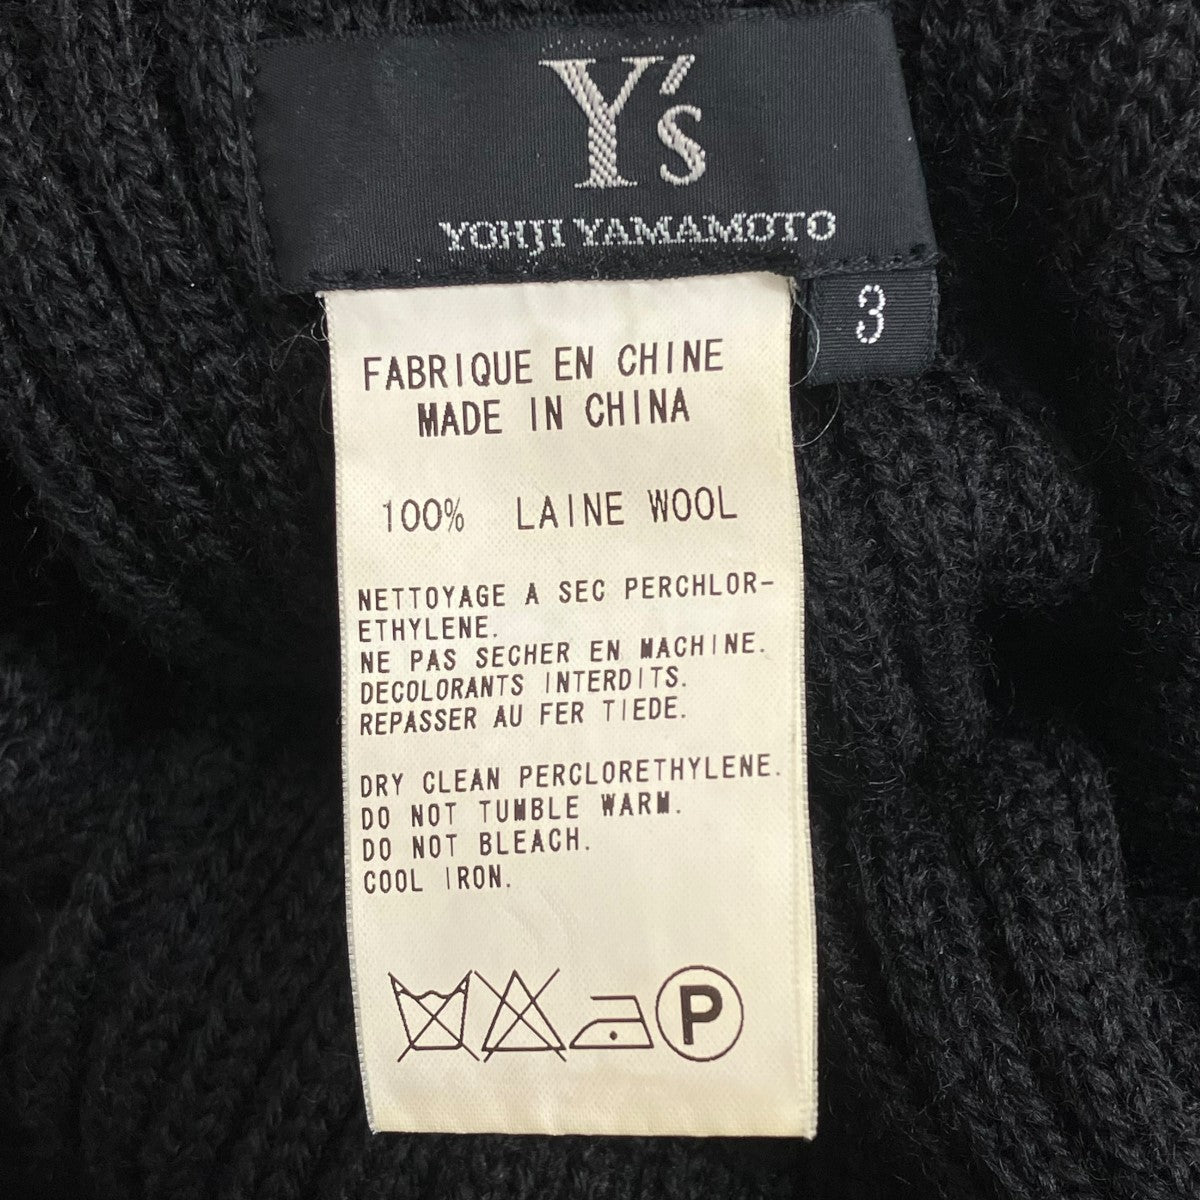 Y's
YOHJI YAMAMOTO
3
FABRIQUE EN CHINE
MADE IN CHINA
100% LAINE WOOL
NETTOYAGE A SEC PERCHLOR-
ETHYLENE.
NE PAS SECHER EN MACHINE.
DECOLORANTS INTERDITS.
REPASSER AU FER TIEDE.
DRY CLEAN PERCLORETHYLENE.
DO NOT TUMBLE WARM.
DO NOT BLEACH.
COOL IRON.
P